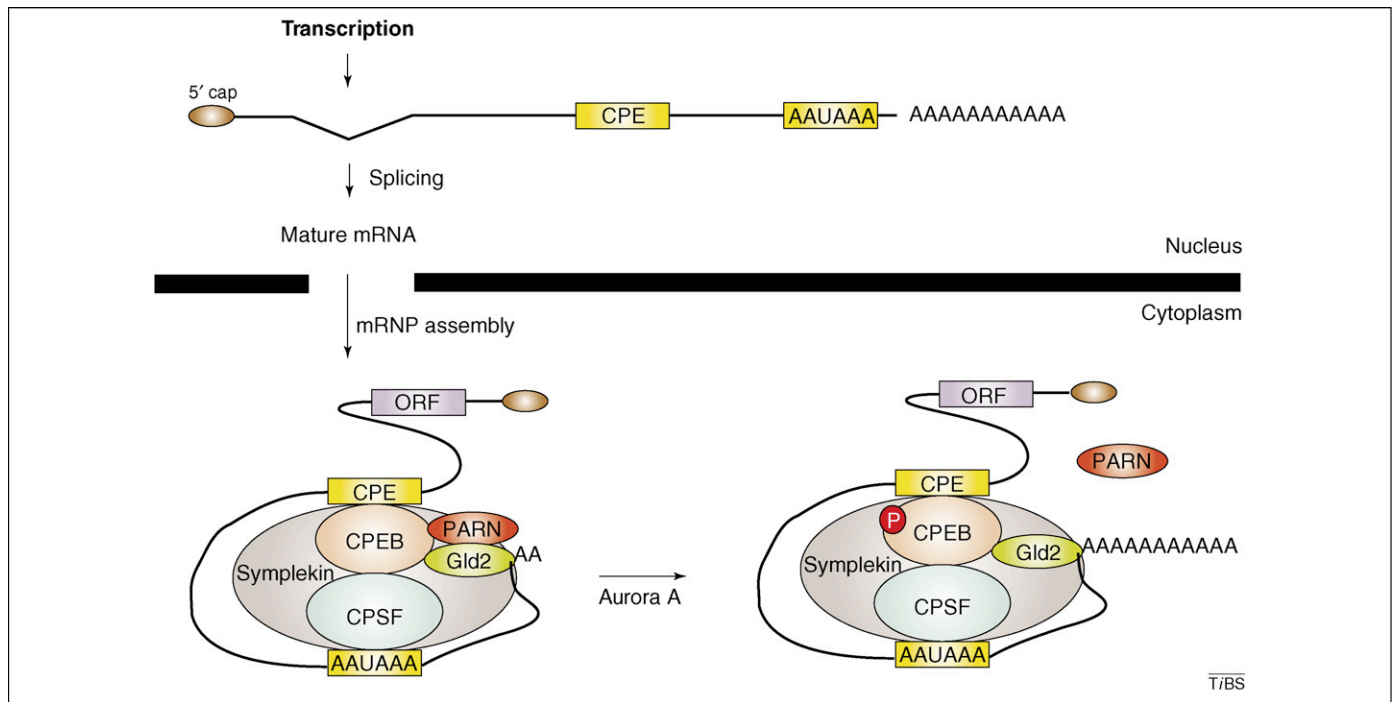 Transcription
5′ cap
CPE
AAUAAA
AAAAAAAAAAA
Splicing
Mature mRNA
Nucleus
Cytoplasm
mRNP assembly
ORF
CPE
CPEB
PARN
Gld2
AA
Symplekin
CPSF
AAUAAA
Aurora A
ORF
PARN
CPE
P
CPEB
Gld2
AAAAAAAAAAA
Symplekin
CPSF
AAUAAA
TiBS